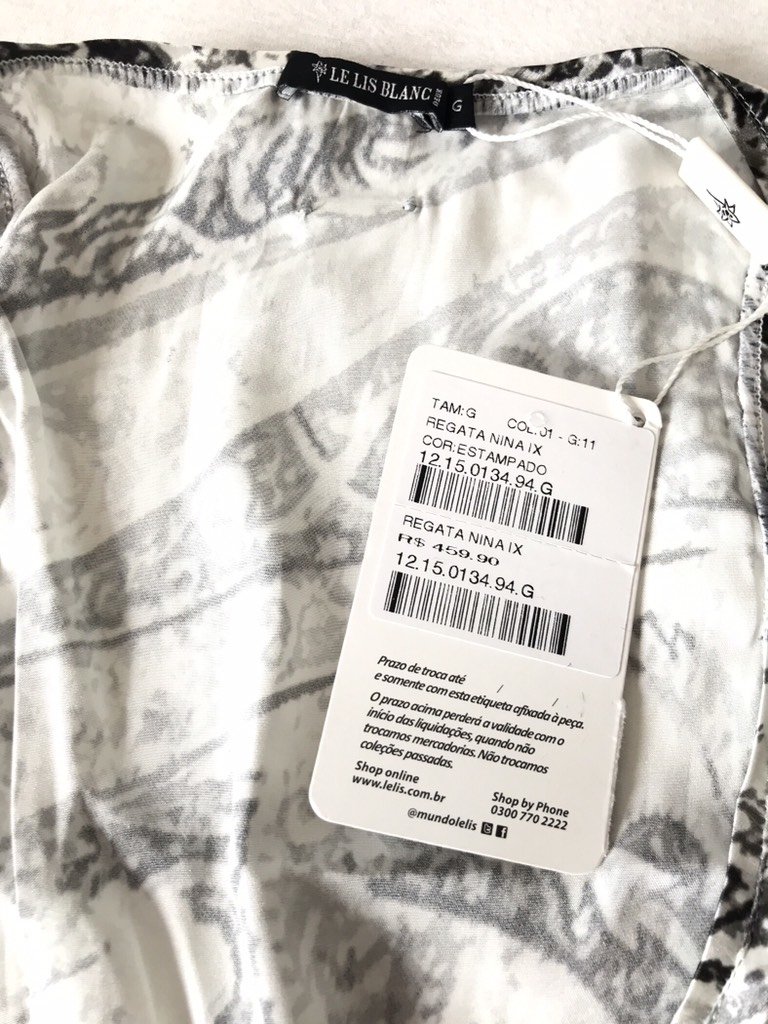 LE LIS BLANC
DEUX
G
TAM:G COL:01 - G:11
REGATA NINA IX
COR:ESTAMPADO
12.15.0134.94.G
REGATA NINA IX
R$ 459.90
12.15.0134.94.G
Prazo de troca até / /
e somente com esta etiqueta afixada à peça.
O prazo acima perderá a validade com o
início das liquidações, quando não
trocamos mercadorias. Não trocamos
coleções passadas.
Shop online
www.lelis.com.br
Shop by Phone
0300 770 2222
@mundolelis